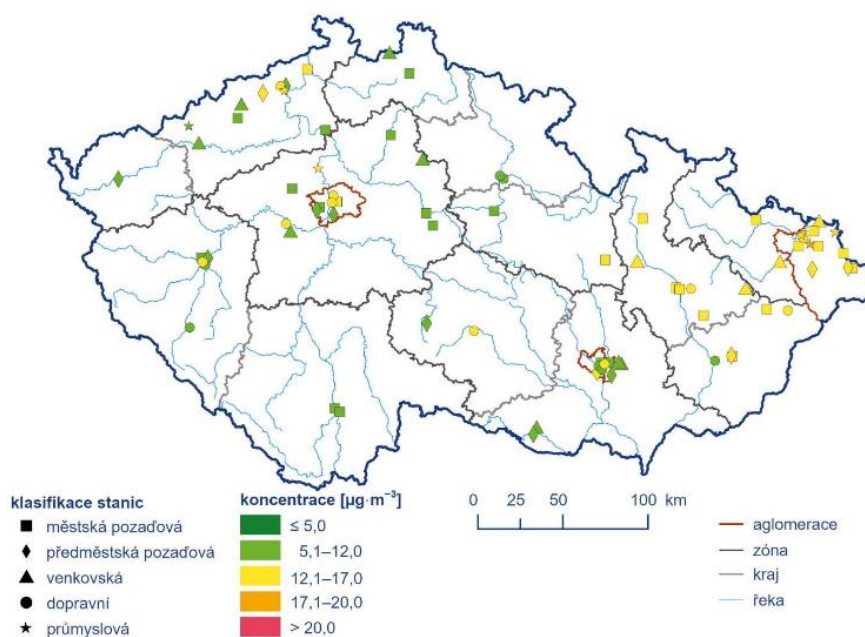 klasifikace stanic
městská pozaďová
předměstská pozaďová
venkovská
dopravní
průmyslová
koncentrace [µg·m⁻³]
≤ 5,0
5,1–12,0
12,1–17,0
17,1–20,0
> 20,0
0 25 50 100 km
aglomerace
zóna
kraj
řeka